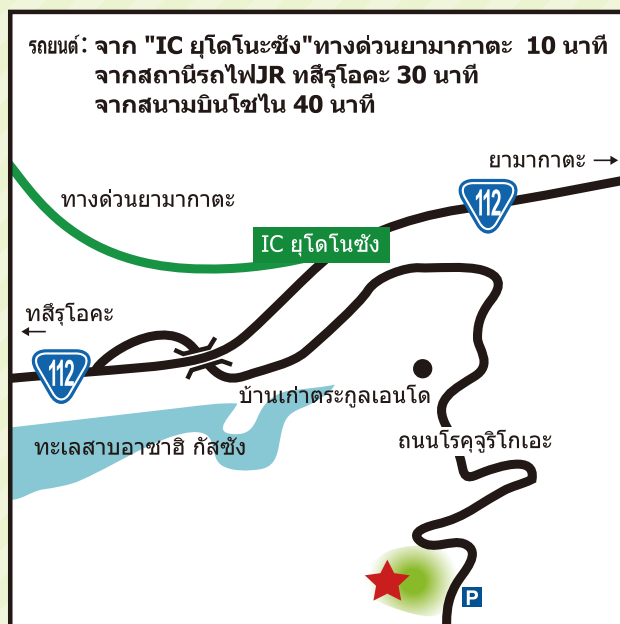 รถยนต์: จาก "IC ยุโดโนะซัง"ทางด่วนยามากาตะ 10 นาที
จากสถานีรถไฟJR ทสึรุโอคะ 30 นาที
จากสนามบินโชไน 40 นาที
ยามากาตะ →
112
ทางด่วนยามากาตะ
IC ยุโดโนซัง
ทสึรุโอคะ
←
112
บ้านเก่าตระกูลเอนโด
ถนนโรคุจูริโกเอะ
ทะเลสาบอาซาฮิ กัสซัง
P